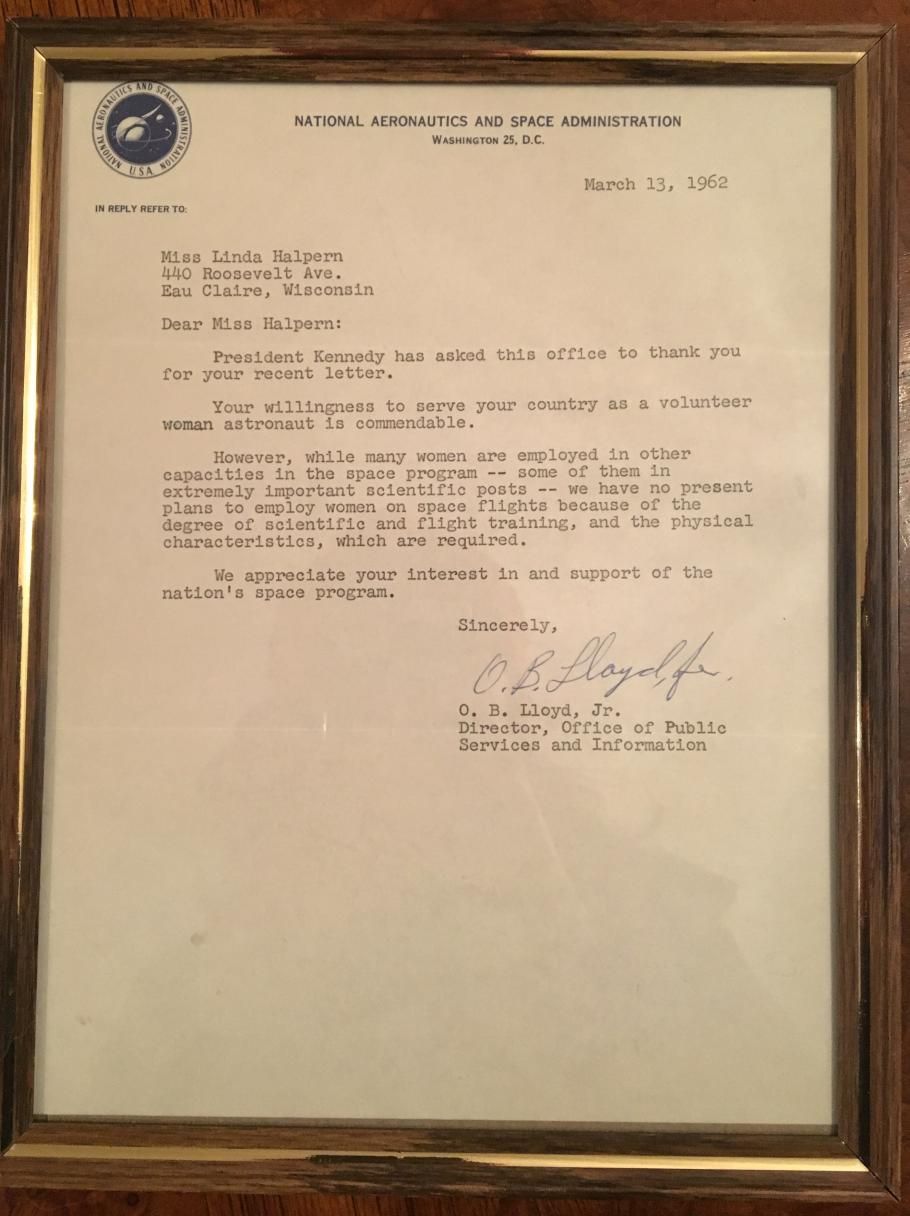 NATIONAL AERONAUTICS AND SPACE ADMINISTRATION
U.S.A.
NATIONAL AERONAUTICS AND SPACE ADMINISTRATION
WASHINGTON 25, D.C.
March 13, 1962
IN REPLY REFER TO:
Miss Linda Halpern
440 Roosevelt Ave.
Eau Claire, Wisconsin
Dear Miss Halpern:
President Kennedy has asked this office to thank you
for your recent letter.
Your willingness to serve your country as a volunteer
woman astronaut is commendable.
However, while many women are employed in other
capacities in the space program -- some of them in
extremely important scientific posts -- we have no present
plans to employ women on space flights because of the
degree of scientific and flight training, and the physical
characteristics, which are required.
We appreciate your interest in and support of the
nation's space program.
Sincerely,
O. B. Lloyd, Jr.
O. B. Lloyd, Jr.
Director, Office of Public
Services and Information